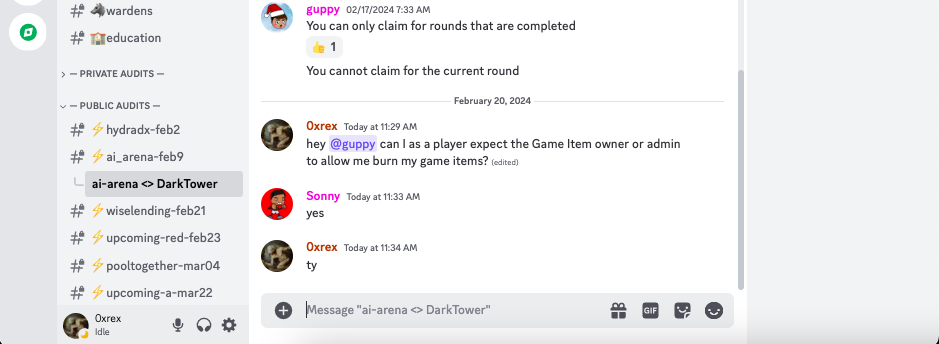 wardens
education
— PRIVATE AUDITS —
— PUBLIC AUDITS —
hydradx-feb2
ai_arena-feb9
ai-arena <> DarkTower
wiselending-feb21
upcoming-red-feb23
pooltogether-mar04
upcoming-a-mar22
0xrex
Idle
guppy 02/17/2024 7:33 AM
You can only claim for rounds that are completed
👍 1
You cannot claim for the current round
February 20, 2024
0xrex Today at 11:29 AM
hey @guppy can I as a player expect the Game Item owner or admin
to allow me burn my game items? (edited)
Sonny Today at 11:33 AM
yes
0xrex Today at 11:34 AM
ty
Message "ai-arena <> DarkTower"
GIF